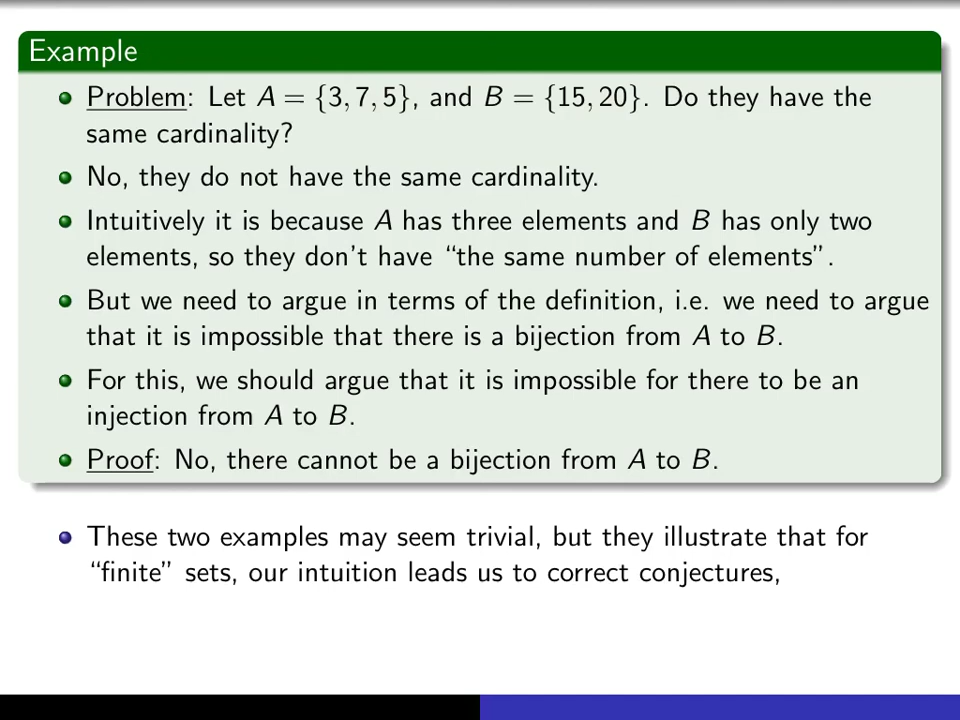 Example
Problem: Let A = {3, 7, 5}, and B = {15, 20}. Do they have the
same cardinality?
No, they do not have the same cardinality.
Intuitively it is because A has three elements and B has only two
elements, so they don't have “the same number of elements”.
But we need to argue in terms of the definition, i.e. we need to argue
that it is impossible that there is a bijection from A to B.
For this, we should argue that it is impossible for there to be an
injection from A to B.
Proof: No, there cannot be a bijection from A to B.
These two examples may seem trivial, but they illustrate that for
“finite” sets, our intuition leads us to correct conjectures,